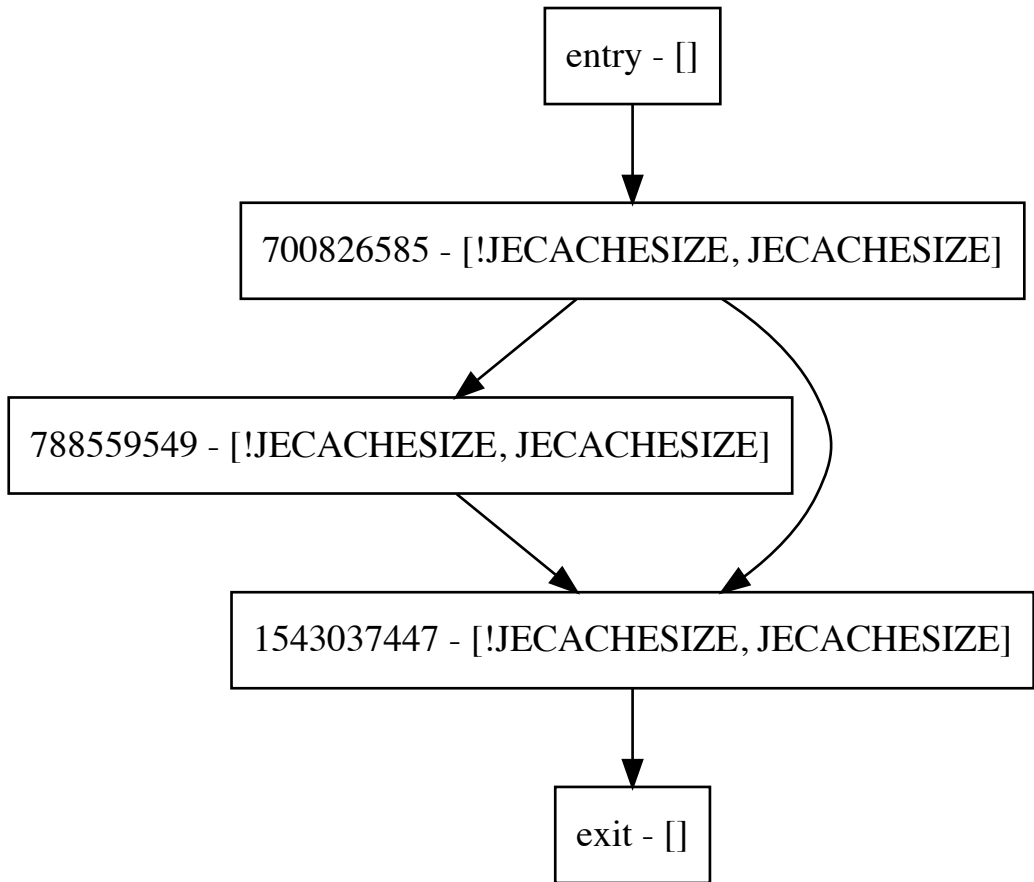 entry - []
700826585 - [!JECACHESIZE, JECACHESIZE]
788559549 - [!JECACHESIZE, JECACHESIZE]
1543037447 - [!JECACHESIZE, JECACHESIZE]
exit - []